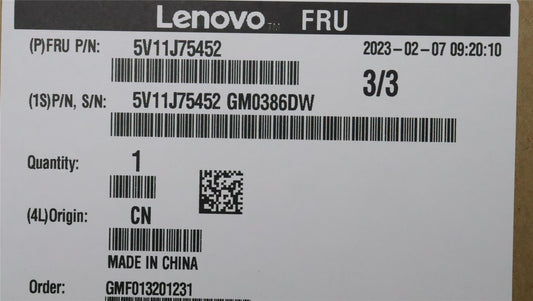 Lenovo™ FRU
(P)FRU P/N: 5V11J75452 2023-02-07 09:20:10
3/3
(1S)P/N, S/N: 5V11J75452 GM0386DW
Quantity: 1
(4L)Origin: CN
MADE IN CHINA
Order: GMF013201231